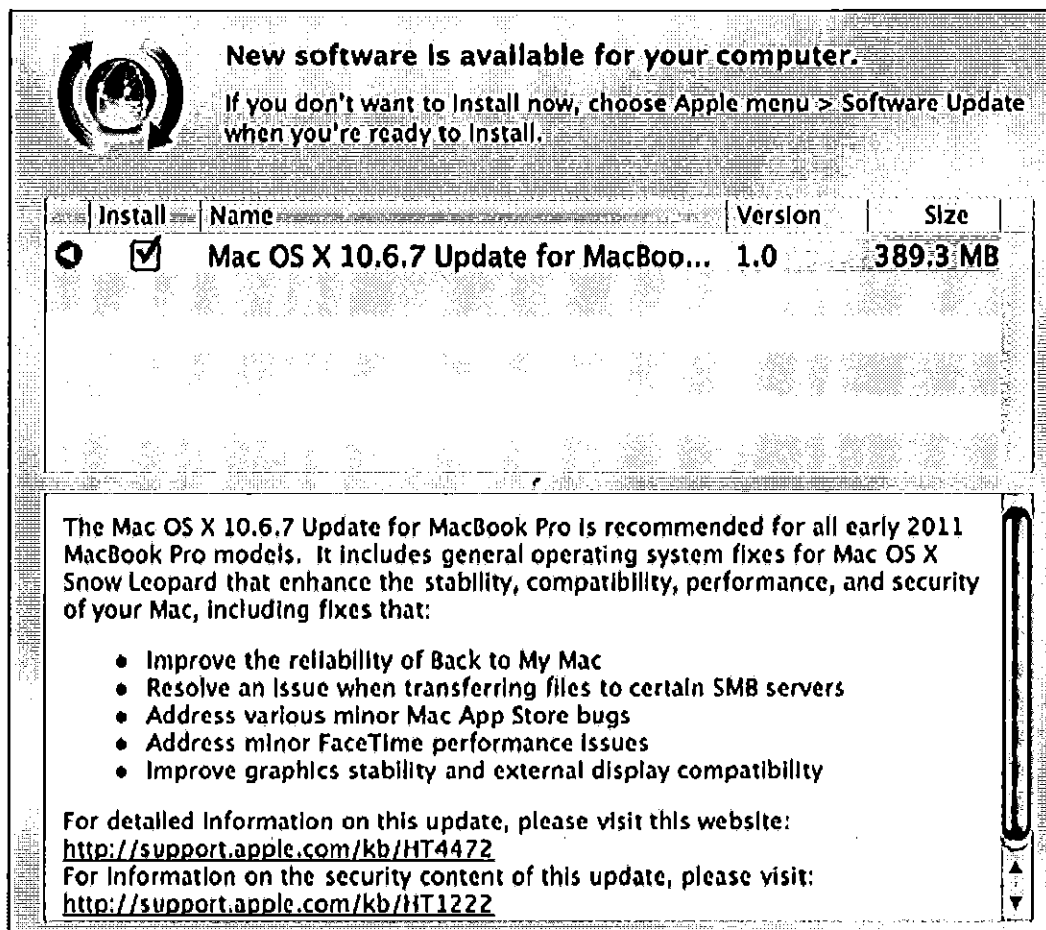 New software is available for your computer.
If you don't want to install now, choose Apple menu > Software Update
when you're ready to install.
Install Name Version Size
Mac OS X 10.6.7 Update for MacBoo... 1.0 389.3 MB
The Mac OS X 10.6.7 Update for MacBook Pro is recommended for all early 2011
MacBook Pro models. It includes general operating system fixes for Mac OS X
Snow Leopard that enhance the stability, compatibility, performance, and security
of your Mac, including fixes that:
• Improve the reliability of Back to My Mac
• Resolve an issue when transferring files to certain SMB servers
• Address various minor Mac App Store bugs
• Address minor FaceTime performance issues
• Improve graphics stability and external display compatibility
For detailed information on this update, please visit this website:
http://support.apple.com/kb/HT4472
For information on the security content of this update, please visit:
http://support.apple.com/kb/HT1222